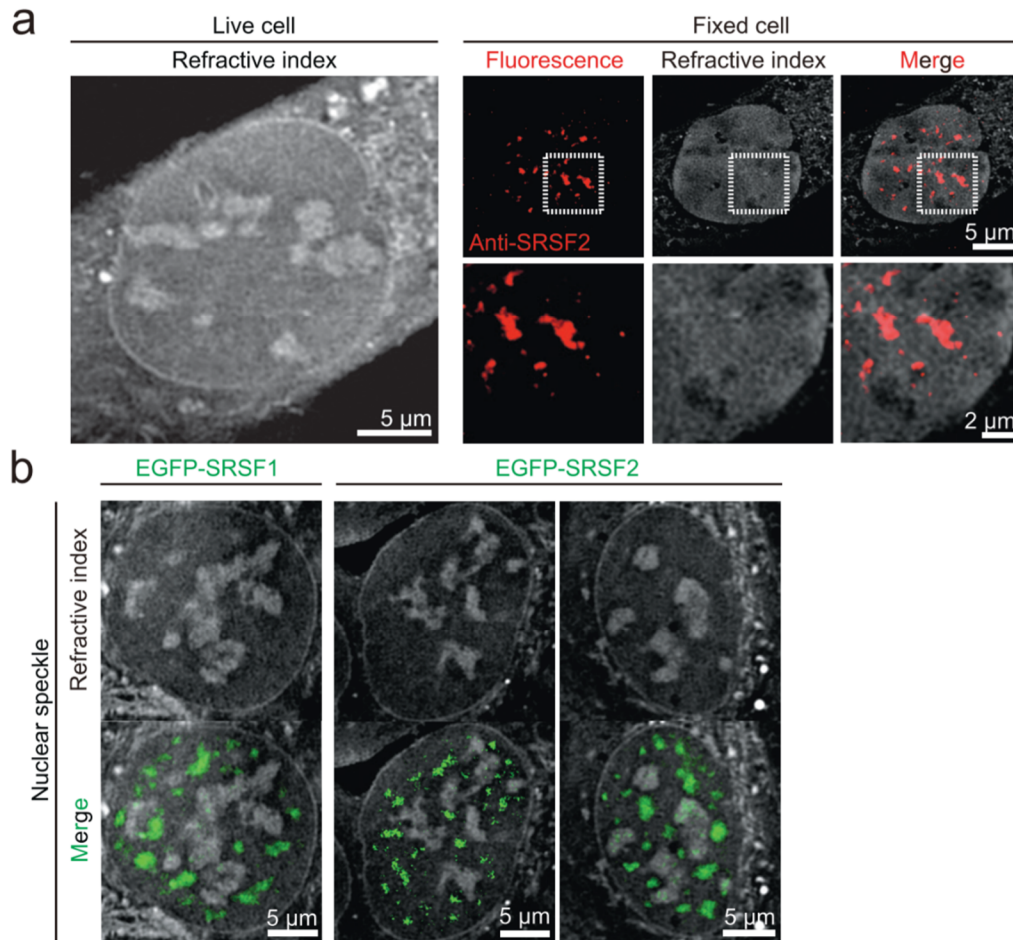 a
Live cell
Fixed cell
Refractive index
Fluorescence
Refractive index
Merge
Anti-SRSF2
5 μm
5 μm
2 μm
b
EGFP-SRSF1
EGFP-SRSF2
Nuclear speckle
Refractive index
Merge
5 μm
5 μm
5 μm